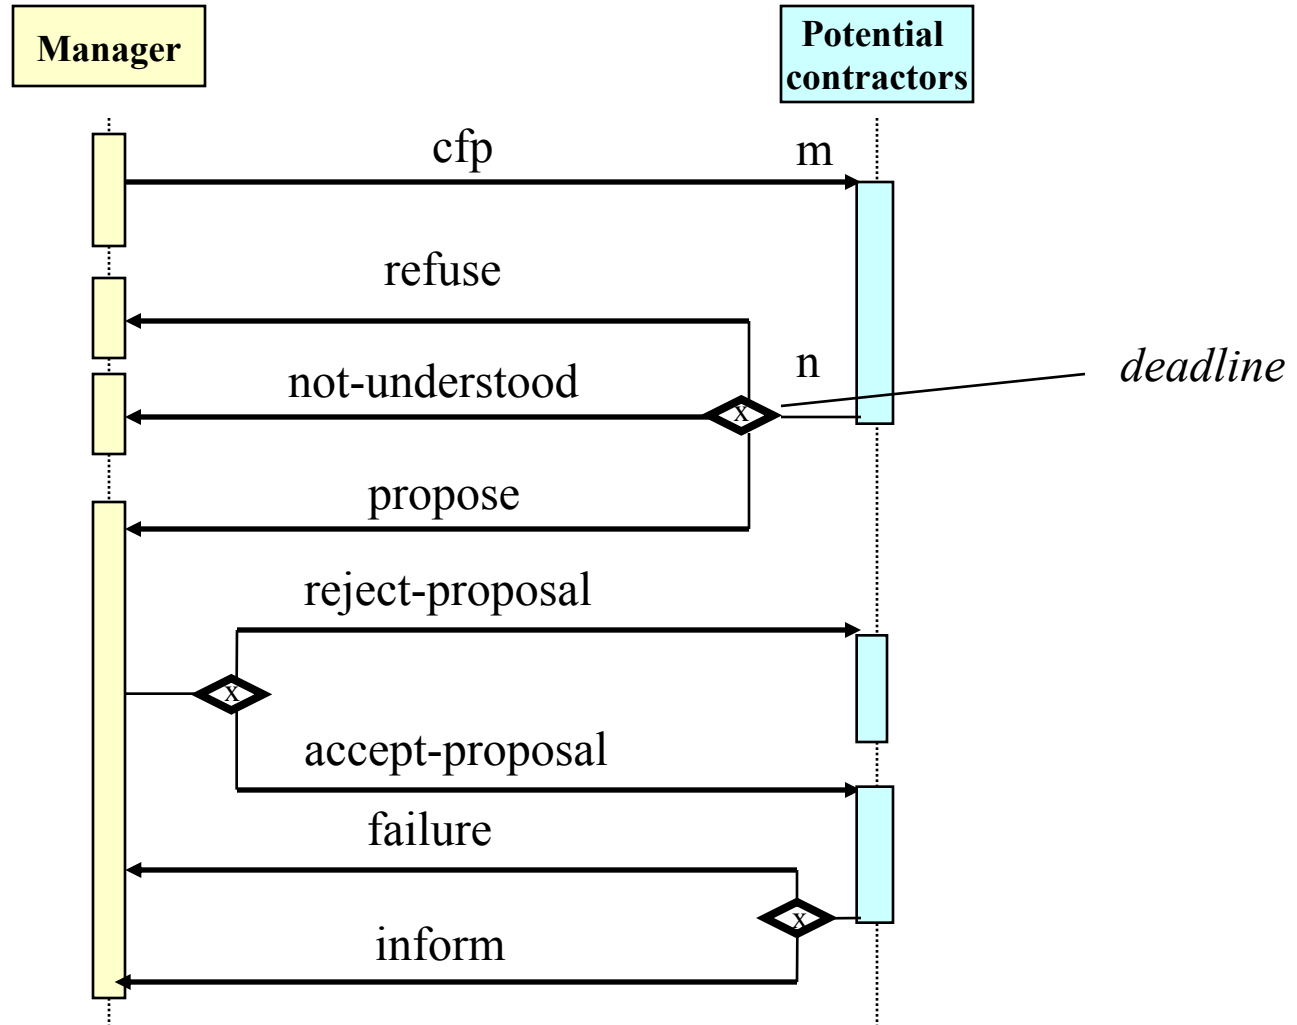 Manager
Potential
contractors
cfp
m
refuse
n
deadline
not-understood
x
propose
reject-proposal
x
accept-proposal
failure
x
inform